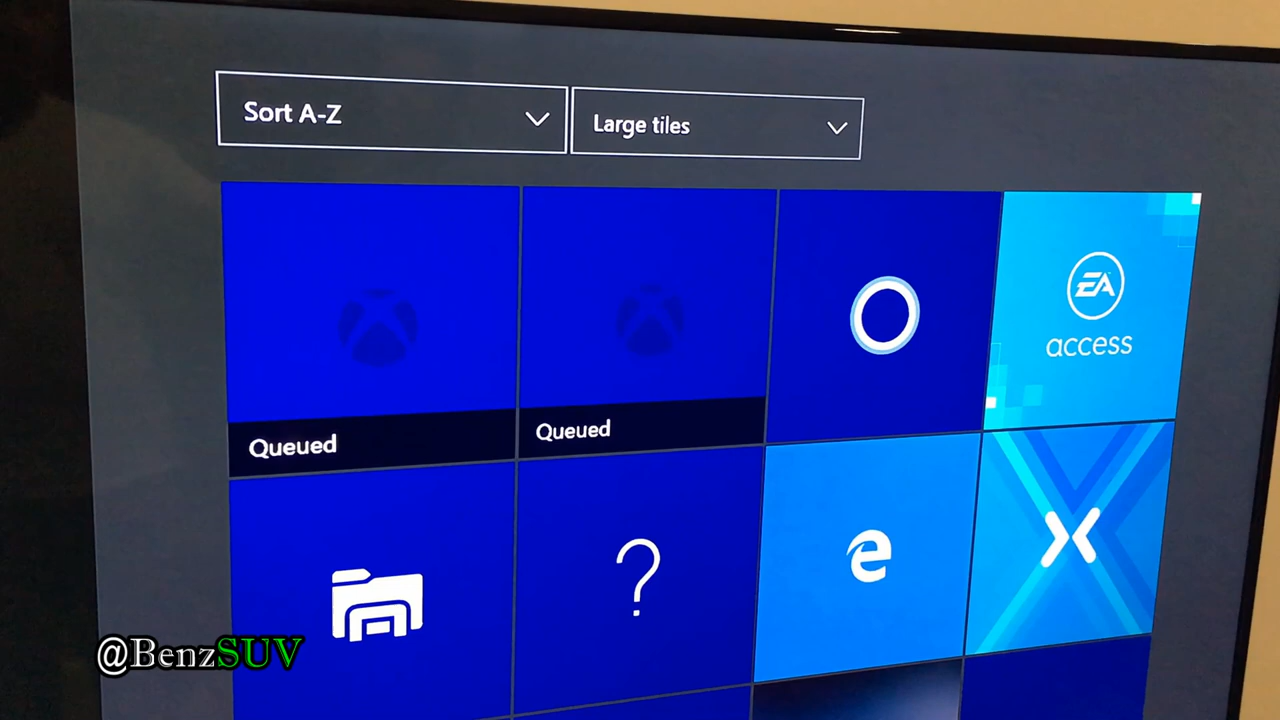 Sort A-Z
Large tiles
EA
access
Queued
Queued
?
e
@BenzSUV